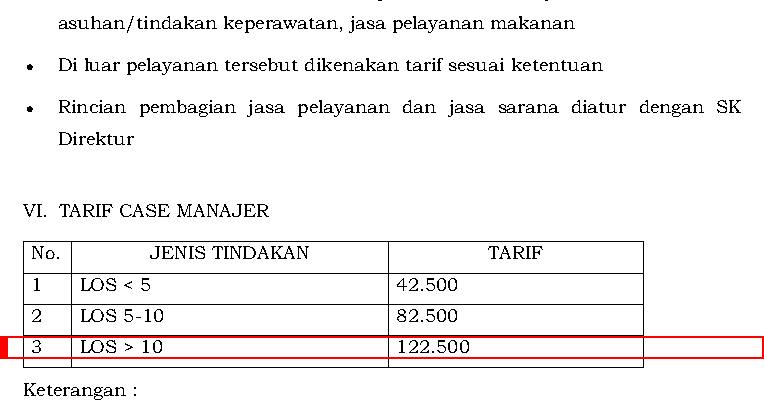 asuhan/tindakan keperawatan, jasa pelayanan makanan
• Di luar pelayanan tersebut dikenakan tarif sesuai ketentuan
• Rincian pembagian jasa pelayanan dan jasa sarana diatur dengan SK
Direktur
VI. TARIF CASE MANAJER
No. JENIS TINDAKAN TARIF
1 LOS < 5 42.500
2 LOS 5-10 82.500
3 LOS > 10 122.500
Keterangan :